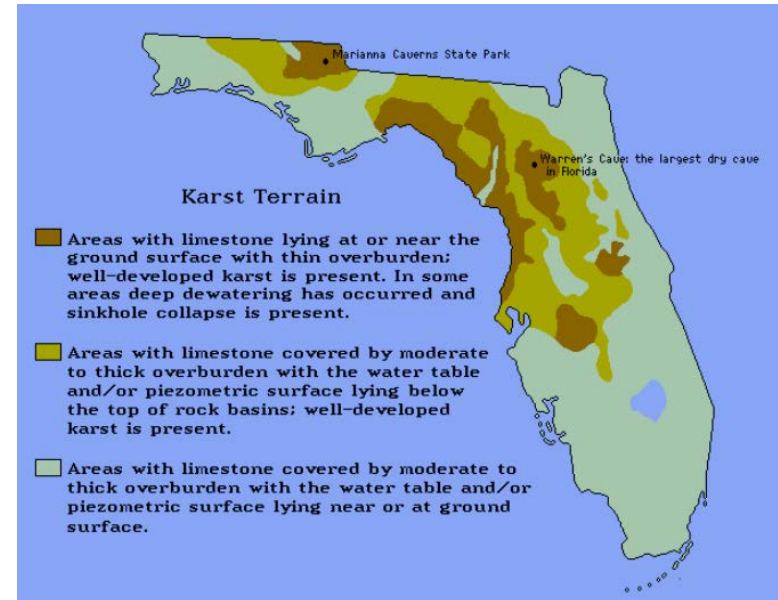 Marianna Caverns State Park
Warren's Cave: the largest dry cave
in Florida
Karst Terrain
Areas with limestone lying at or near the
ground surface with thin overburden;
well-developed karst is present. In some
areas deep dewatering has occurred and
sinkhole collapse is present.
Areas with limestone covered by moderate
to thick overburden with the water table
and/or piezometric surface lying below
the top of rock basins; well-developed
karst is present.
Areas with limestone covered by moderate to
thick overburden with the water table and/or
piezometric surface lying near or at ground
surface.